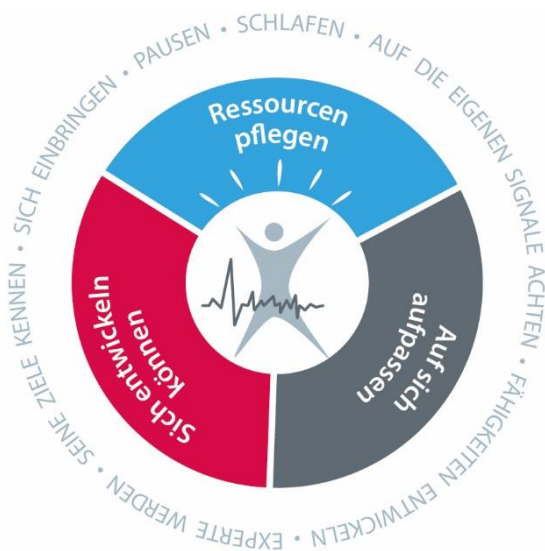 PAUSEN • SCHLAFEN • AUF DIE EIGENEN SIGNALE ACHTEN • FÄHIGKEITEN ENTWICKELN • EXPERTE WERDEN • SEINE ZIELE KENNEN • SICH EINBRINGEN •
Ressourcen
pflegen
Auf sich
aufpassen
Sich entwickeln
können